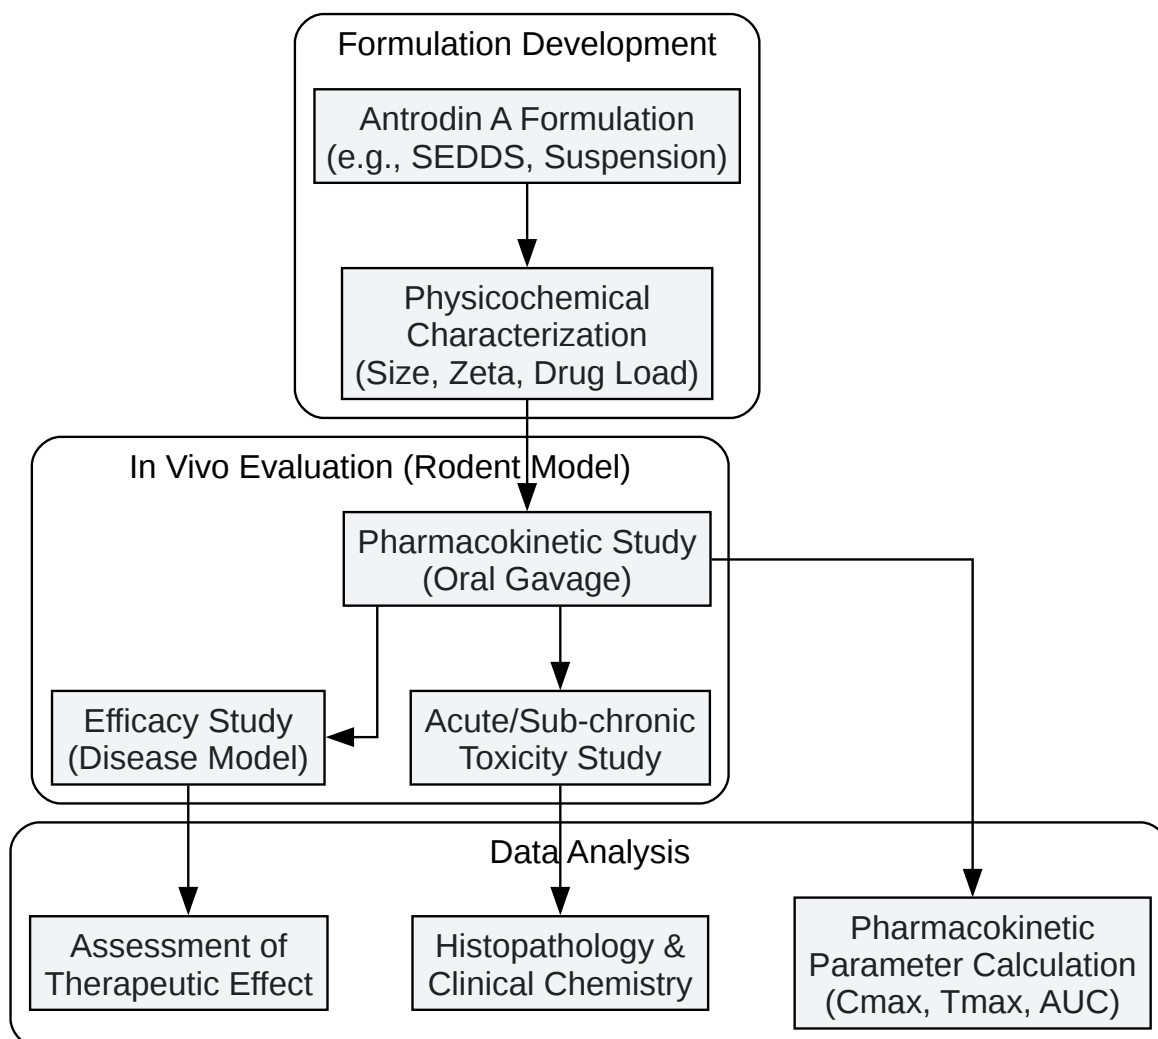 Formulation Development
Antrodin A Formulation
(e.g., SEDDS, Suspension)
Physicochemical
Characterization
(Size, Zeta, Drug Load)
In Vivo Evaluation (Rodent Model)
Pharmacokinetic Study
(Oral Gavage)
Efficacy Study
(Disease Model)
Acute/Sub-chronic
Toxicity Study
Data Analysis
Assessment of
Therapeutic Effect
Histopathology &
Clinical Chemistry
Pharmacokinetic
Parameter Calculation
(Cmax, Tmax, AUC)